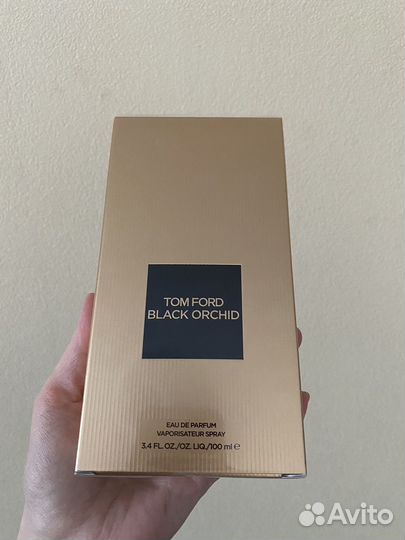 TOM FORD
BLACK ORCHID
EAU DE PARFUM
VAPORISATEUR SPRAY
3.4 FL.OZ./OZ. LIQ./100 ml ℮
Avito